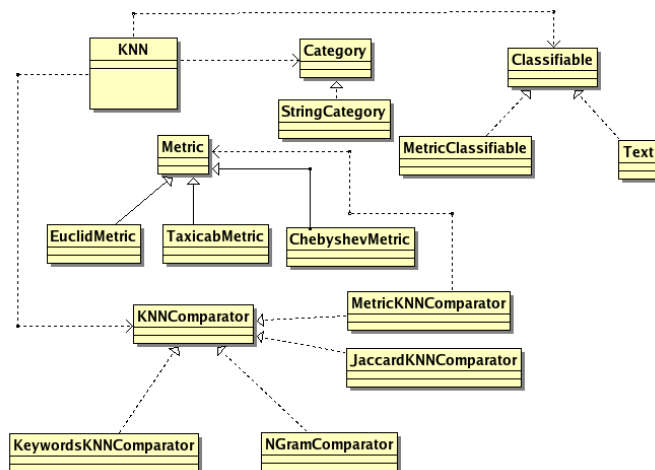 KNN
Category
Classifiable
StringCategory
Metric
MetricClassifiable
Text
EuclidMetric
TaxicabMetric
ChebyshevMetric
KNNComparator
MetricKNNComparator
JaccardKNNComparator
KeywordsKNNComparator
NGramComparator